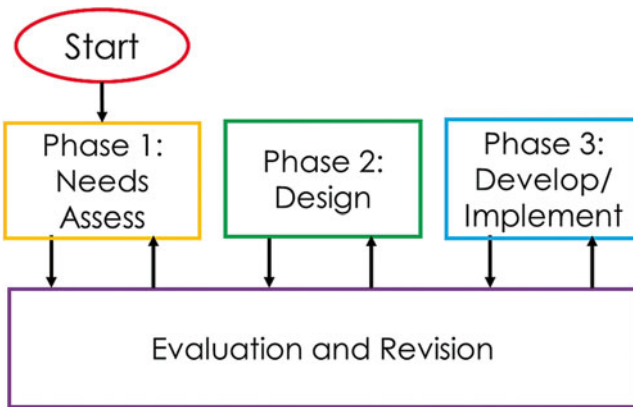 Start
Phase 1:
Needs
Assess
Phase 2:
Design
Phase 3:
Develop/
Implement
Evaluation and Revision